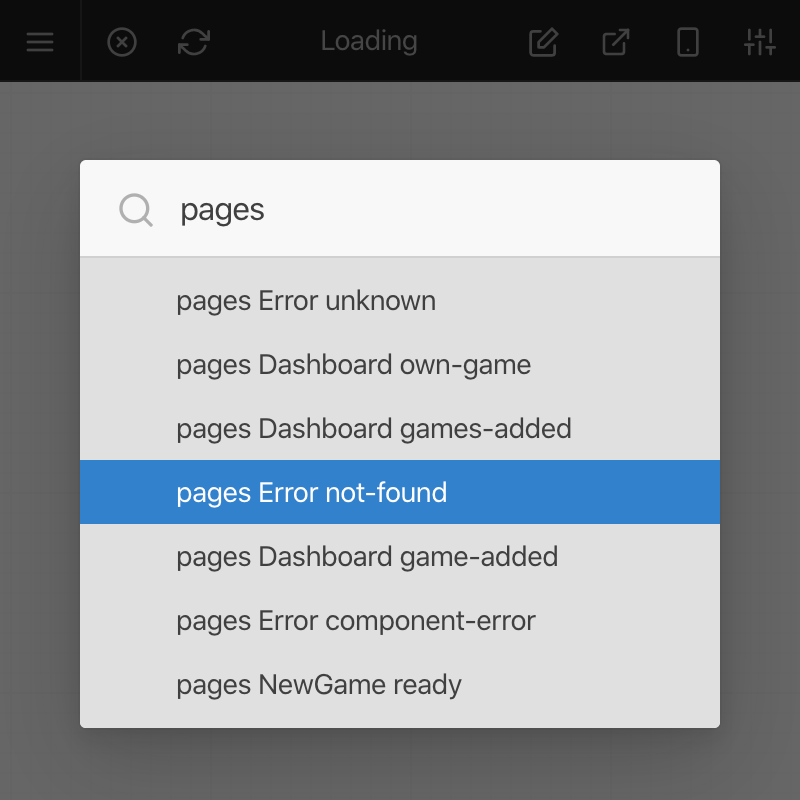 Loading
pages
pages Error unknown
pages Dashboard own-game
pages Dashboard games-added
pages Error not-found
pages Dashboard game-added
pages Error component-error
pages NewGame ready